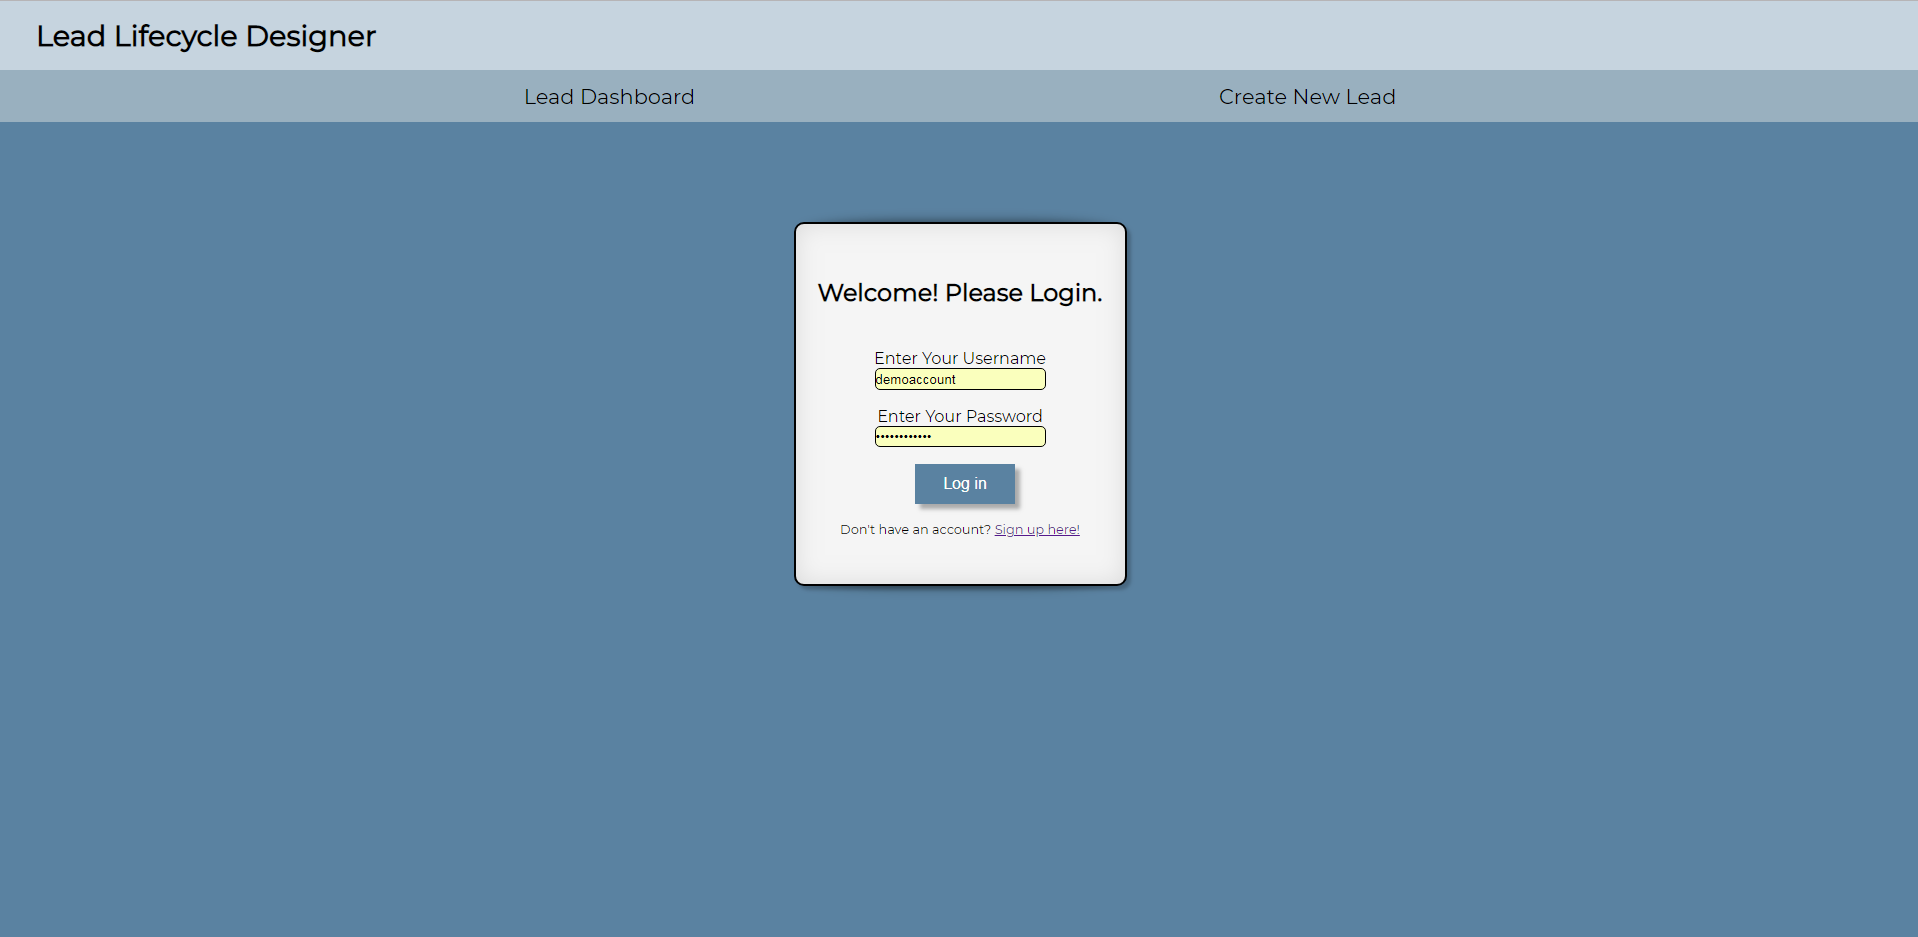 Lead Lifecycle Designer
Lead Dashboard Create New Lead
Welcome! Please Login.
Enter Your Username
demoaccount
Enter Your Password
••••••••••••
Log in
Don't have an account? Sign up here!